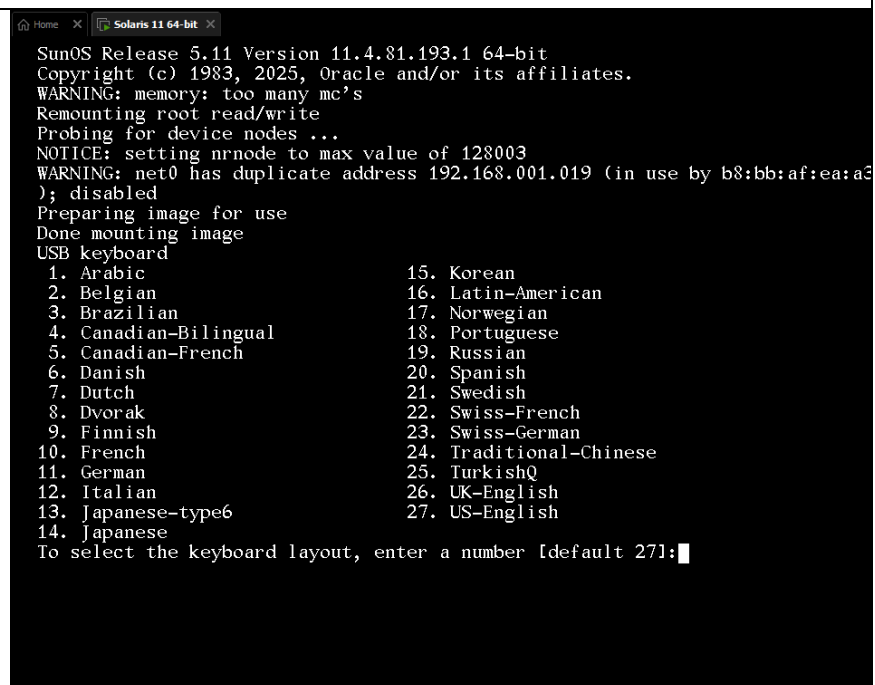 Home × Solaris 11 64-bit ×
SunOS Release 5.11 Version 11.4.81.193.1 64-bit
Copyright (c) 1983, 2025, Oracle and/or its affiliates.
WARNING: memory: too many mc's
Remounting root read/write
Probing for device nodes ...
NOTICE: setting nrnode to max value of 128003
WARNING: net0 has duplicate address 192.168.001.019 (in use by b8:bb:af:ea:a3
); disabled
Preparing image for use
Done mounting image
USB keyboard
1. Arabic 15. Korean
2. Belgian 16. Latin-American
3. Brazilian 17. Norwegian
4. Canadian-Bilingual 18. Portuguese
5. Canadian-French 19. Russian
6. Danish 20. Spanish
7. Dutch 21. Swedish
8. Dvorak 22. Swiss-French
9. Finnish 23. Swiss-German
10. French 24. Traditional-Chinese
11. German 25. TurkishQ
12. Italian 26. UK-English
13. Japanese-type6 27. US-English
14. Japanese
To select the keyboard layout, enter a number [default 27]: